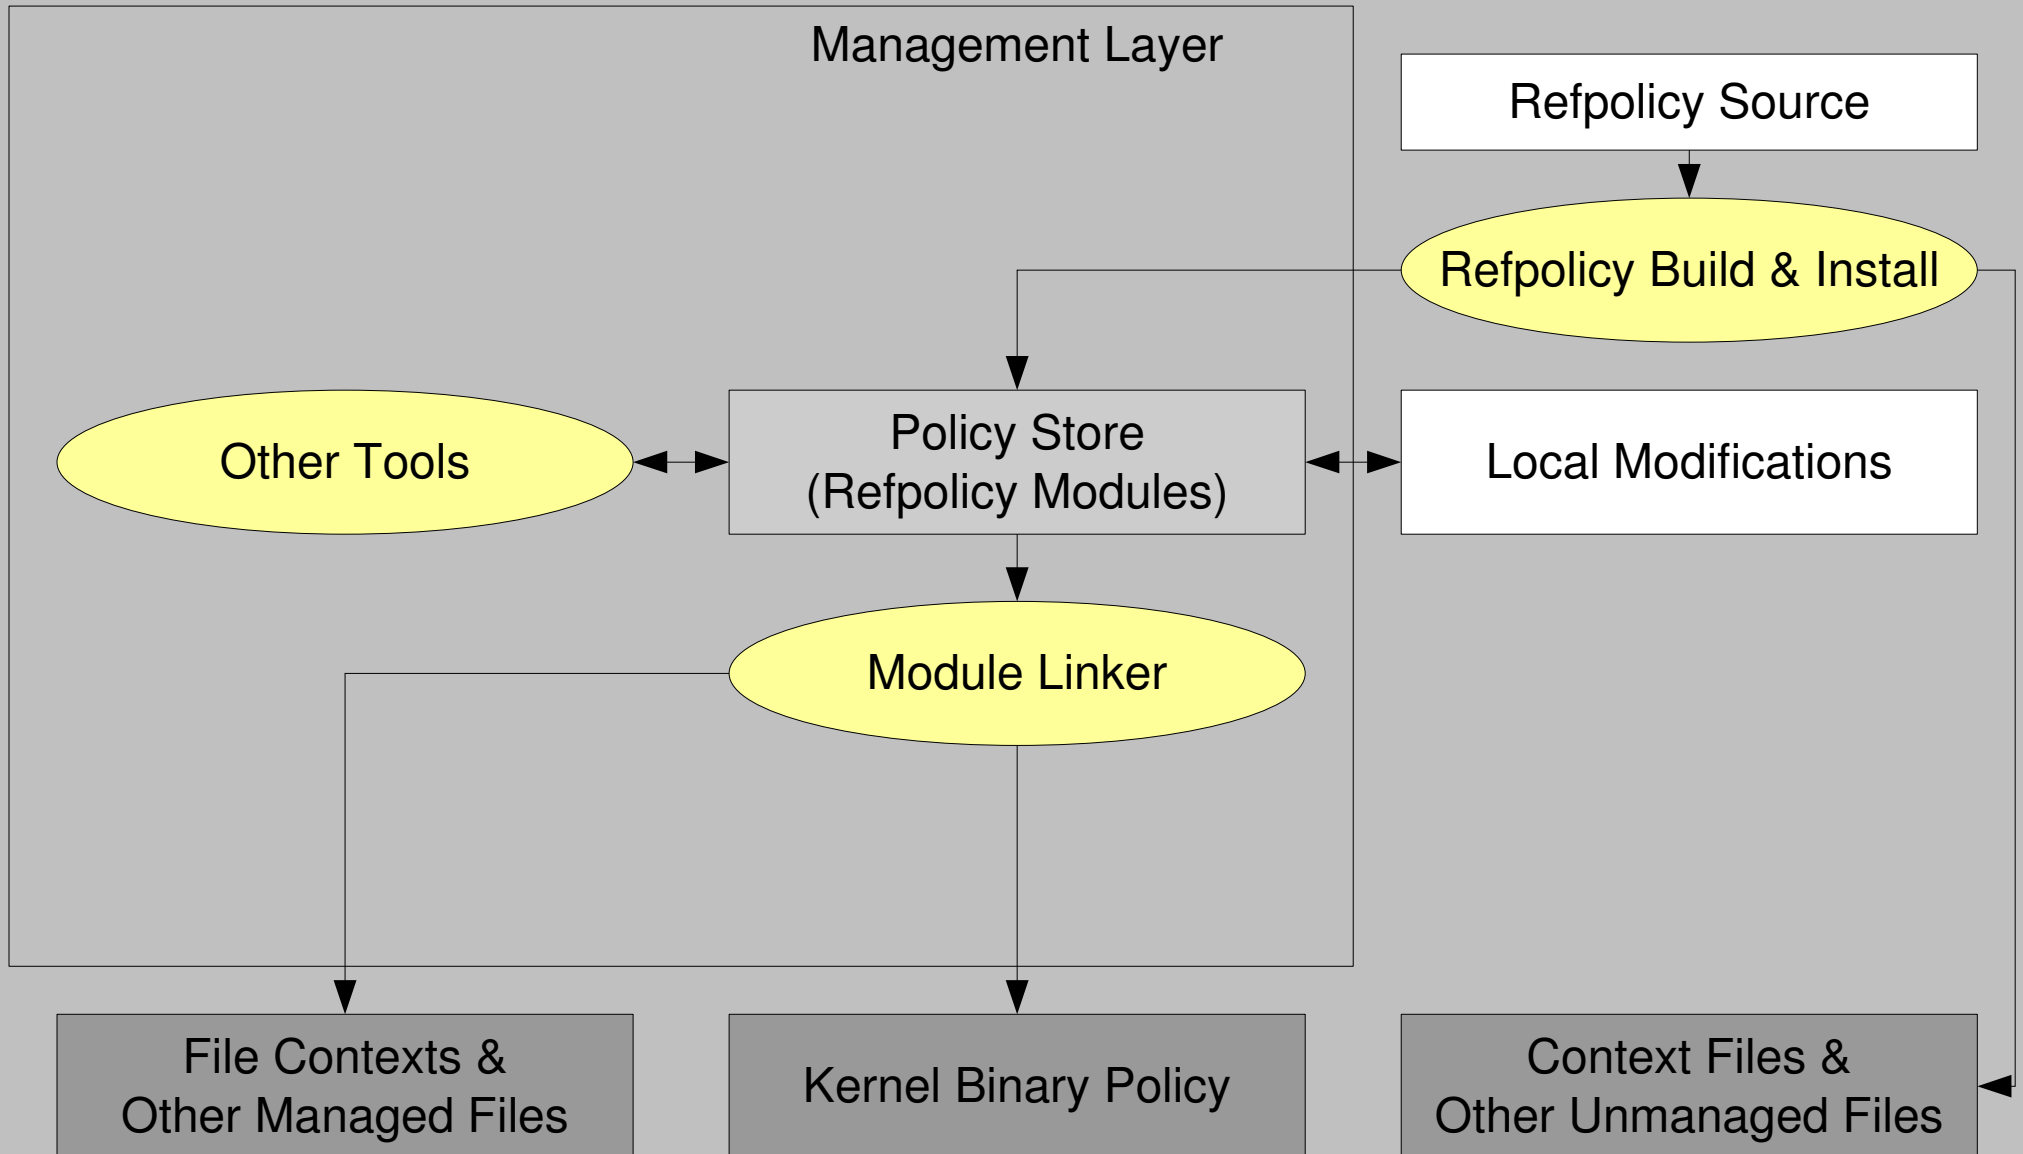 Management Layer
Refpolicy Source
Refpolicy Build & Install
Other Tools
Policy Store
(Refpolicy Modules)
Local Modifications
Module Linker
File Contexts &
Other Managed Files
Kernel Binary Policy
Context Files &
Other Unmanaged Files